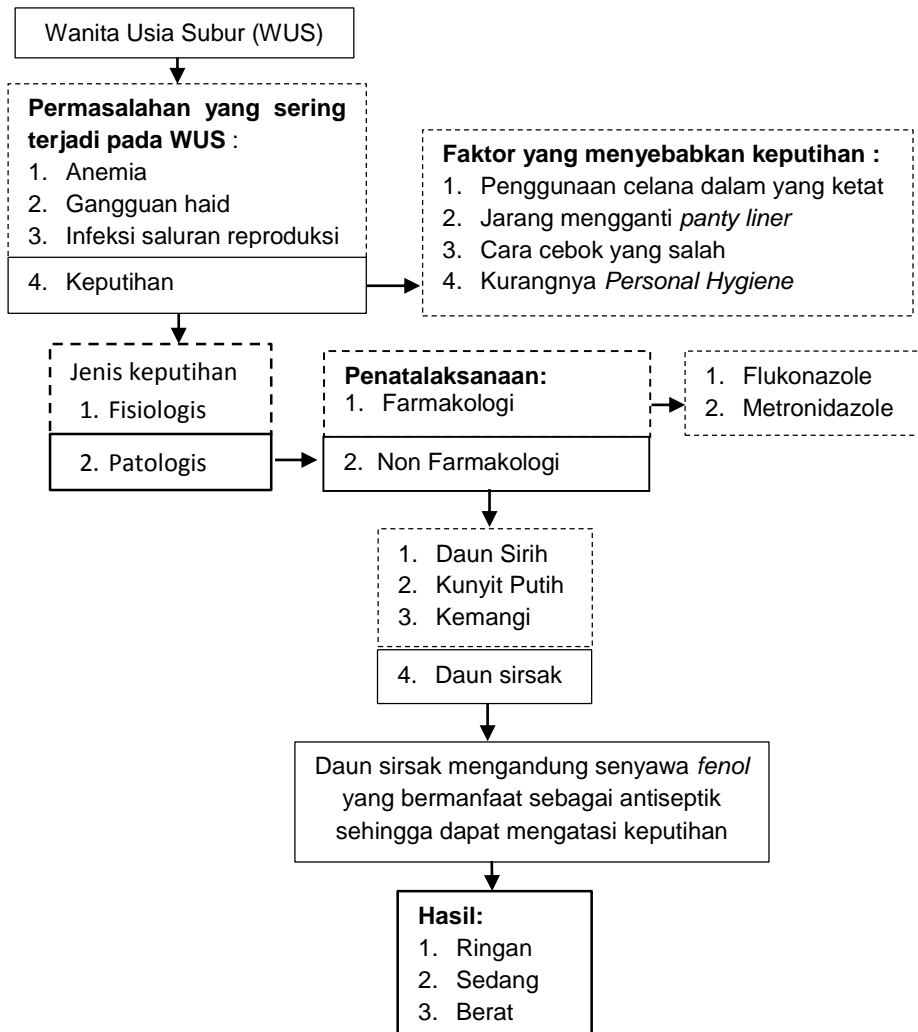 Wanita Usia Subur (WUS)
Permasalahan yang sering
terjadi pada WUS :
1. Anemia
2. Gangguan haid
3. Infeksi saluran reproduksi
4. Keputihan
Faktor yang menyebabkan keputihan :
1. Penggunaan celana dalam yang ketat
2. Jarang mengganti panty liner
3. Cara cebok yang salah
4. Kurangnya Personal Hygiene
Jenis keputihan
1. Fisiologis
2. Patologis
Penatalaksanaan:
1. Farmakologi
2. Non Farmakologi
1. Flukonazole
2. Metronidazole
1. Daun Sirih
2. Kunyit Putih
3. Kemangi
4. Daun sirsak
Daun sirsak mengandung senyawa fenol
yang bermanfaat sebagai antiseptik
sehingga dapat mengatasi keputihan
Hasil:
1. Ringan
2. Sedang
3. Berat